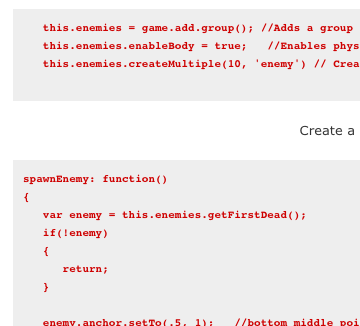 this.enemies = game.add.group(); //Adds a group
this.enemies.enableBody = true;   //Enables phys
this.enemies.createMultiple(10, 'enemy') // Crea
Create a
spawnEnemy: function()
{
var enemy = this.enemies.getFirstDead();
if(!enemy)
{
return;
}
enemy.anchor.setTo(.5, 1);   //bottom middle poi